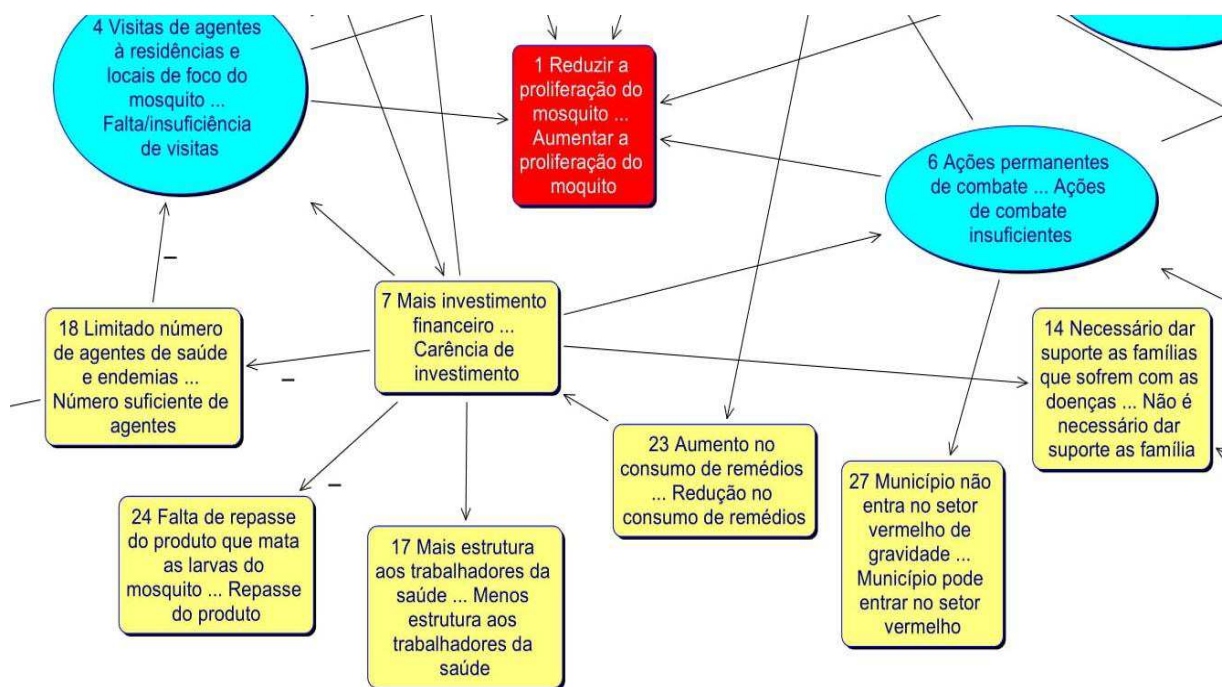 4 Visitas de agentes
à residências e
locais de foco do
mosquito ...
Falta/insuficiência
de visitas
1 Reduzir a
proliferação do
mosquito ...
Aumentar a
proliferação do
moquito
6 Ações permanentes
de combate ... Ações
de combate
insuficientes
–
7 Mais investimento
financeiro ...
Carência de
investimento
18 Limitado número
de agentes de saúde
e endemias ...
Número suficiente de
agentes
–
14 Necessário dar
suporte as famílias
que sofrem com as
doenças ... Não é
necessário dar
suporte as família
23 Aumento no
consumo de remédios
... Redução no
consumo de remédios
27 Município não
entra no setor
vermelho de
gravidade ...
Município pode
entrar no setor
vermelho
–
24 Falta de repasse
do produto que mata
as larvas do
mosquito ... Repasse
do produto
17 Mais estrutura
aos trabalhadores da
saúde ... Menos
estrutura aos
trabalhadores da
saúde